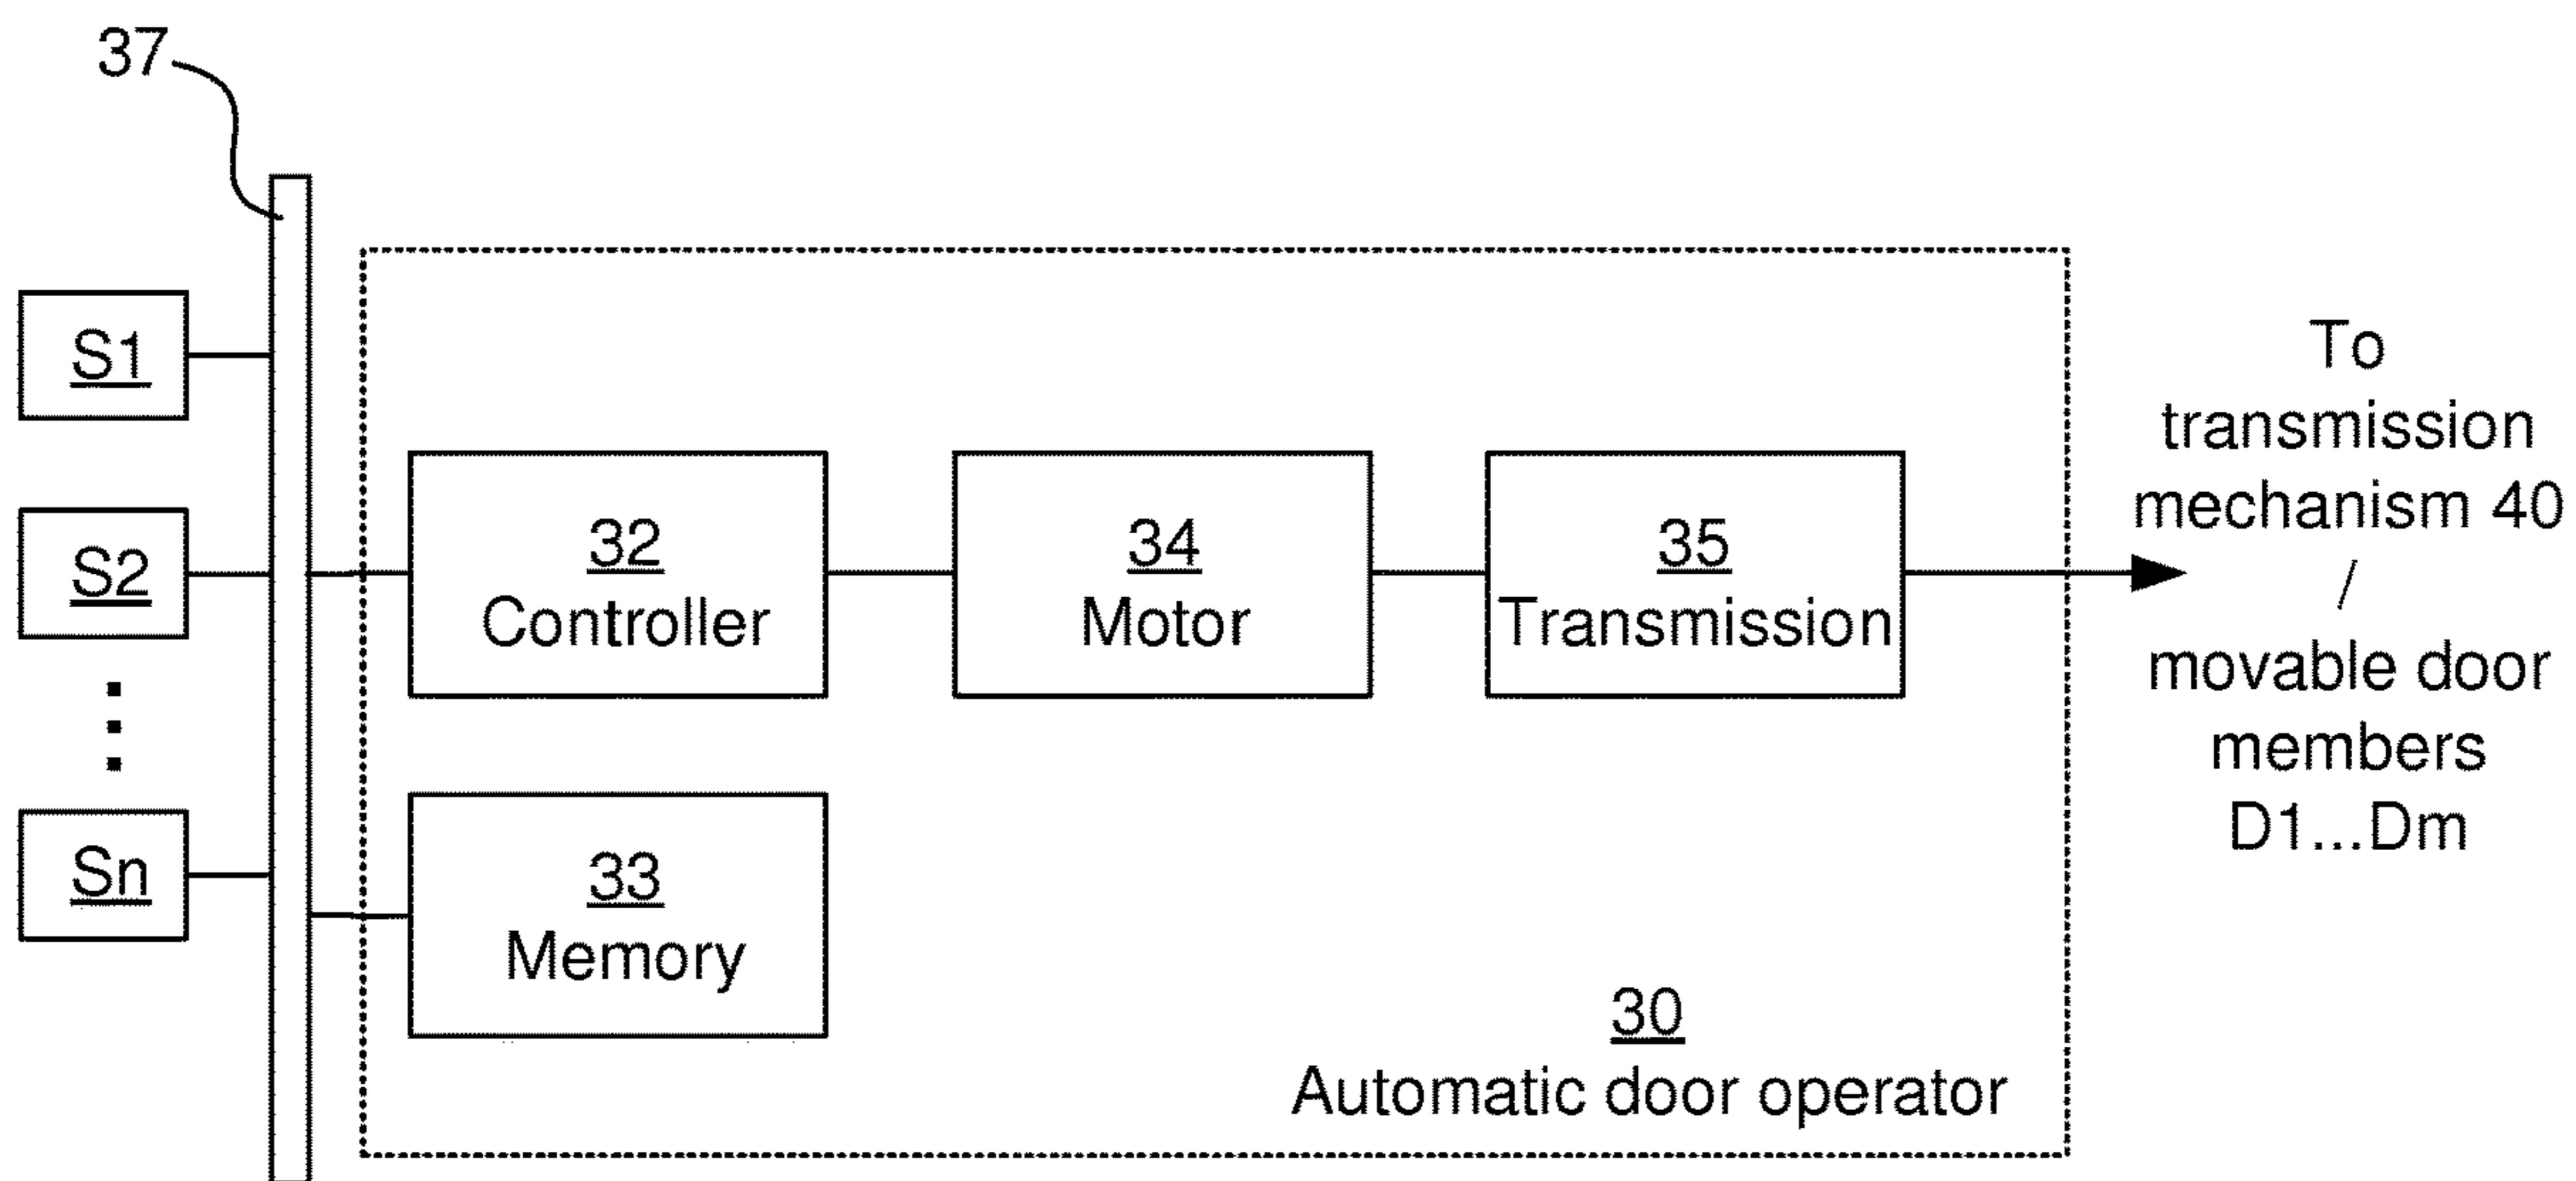 37
S1
S2
Sn
32
Controller
34
Motor
35
Transmission
33
Memory
30
Automatic door operator
To
transmission
mechanism 40
/
movable door
members
D1...Dm